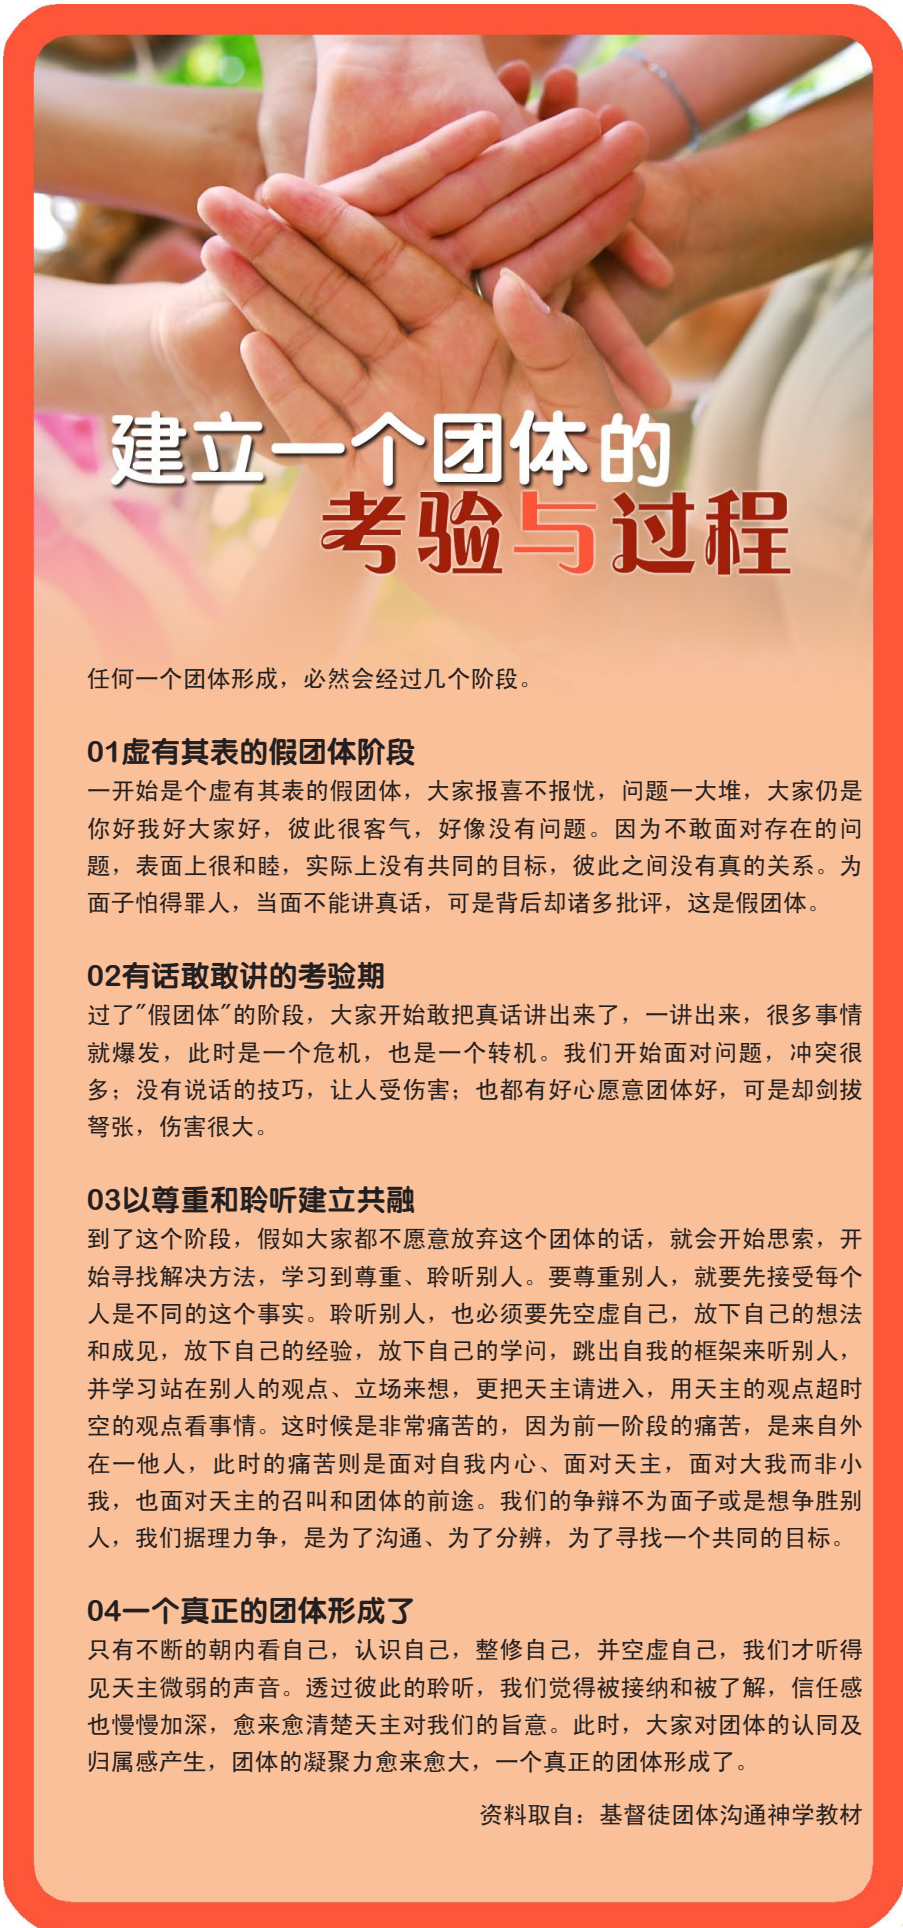 建立一个团体的
考验与过程
任何一个团体形成，必然会经过几个阶段。
01虚有其表的假团体阶段
一开始是个虚有其表的假团体，大家报喜不报忧，问题一大堆，大家仍是
你好我好大家好，彼此很客气，好像没有问题。因为不敢面对存在的问
题，表面上很和睦，实际上没有共同的目标，彼此之间没有真的关系。为
面子怕得罪人，当面不能讲真话，可是背后却诸多批评，这是假团体。
02有话敢敢讲的考验期
过了"假团体"的阶段，大家开始敢把真话讲出来了，一讲出来，很多事情
就爆发，此时是一个危机，也是一个转机。我们开始面对问题，冲突很
多；没有说话的技巧，让人受伤害；也都有好心愿意团体好，可是却剑拔
弩张，伤害很大。
03以尊重和聆听建立共融
到了这个阶段，假如大家都不愿意放弃这个团体的话，就会开始思索，开
始寻找解决方法，学习到尊重、聆听别人。要尊重别人，就要先接受每个
人是不同的这个事实。聆听别人，也必须要先空虚自己，放下自己的想法
和成见，放下自己的经验，放下自己的学问，跳出自我的框架来听别人，
并学习站在别人的观点、立场来想，更把天主请进入，用天主的观点超时
空的观点看事情。这时候是非常痛苦的，因为前一阶段的痛苦，是来自外
在一他人，此时的痛苦则是面对自我内心、面对天主，面对大我而非小
我，也面对天主的召叫和团体的前途。我们的争辩不为面子或是想争胜别
人，我们据理力争，是为了沟通、为了分辨，为了寻找一个共同的目标。
04一个真正的团体形成了
只有不断的朝内看自己，认识自己，整修自己，并空虚自己，我们才听得
见天主微弱的声音。透过彼此的聆听，我们觉得被接纳和被了解，信任感
也慢慢加深，愈来愈清楚天主对我们的旨意。此时，大家对团体的认同及
归属感产生，团体的凝聚力愈来愈大，一个真正的团体形成了。
资料取自：基督徒团体沟通神学教材